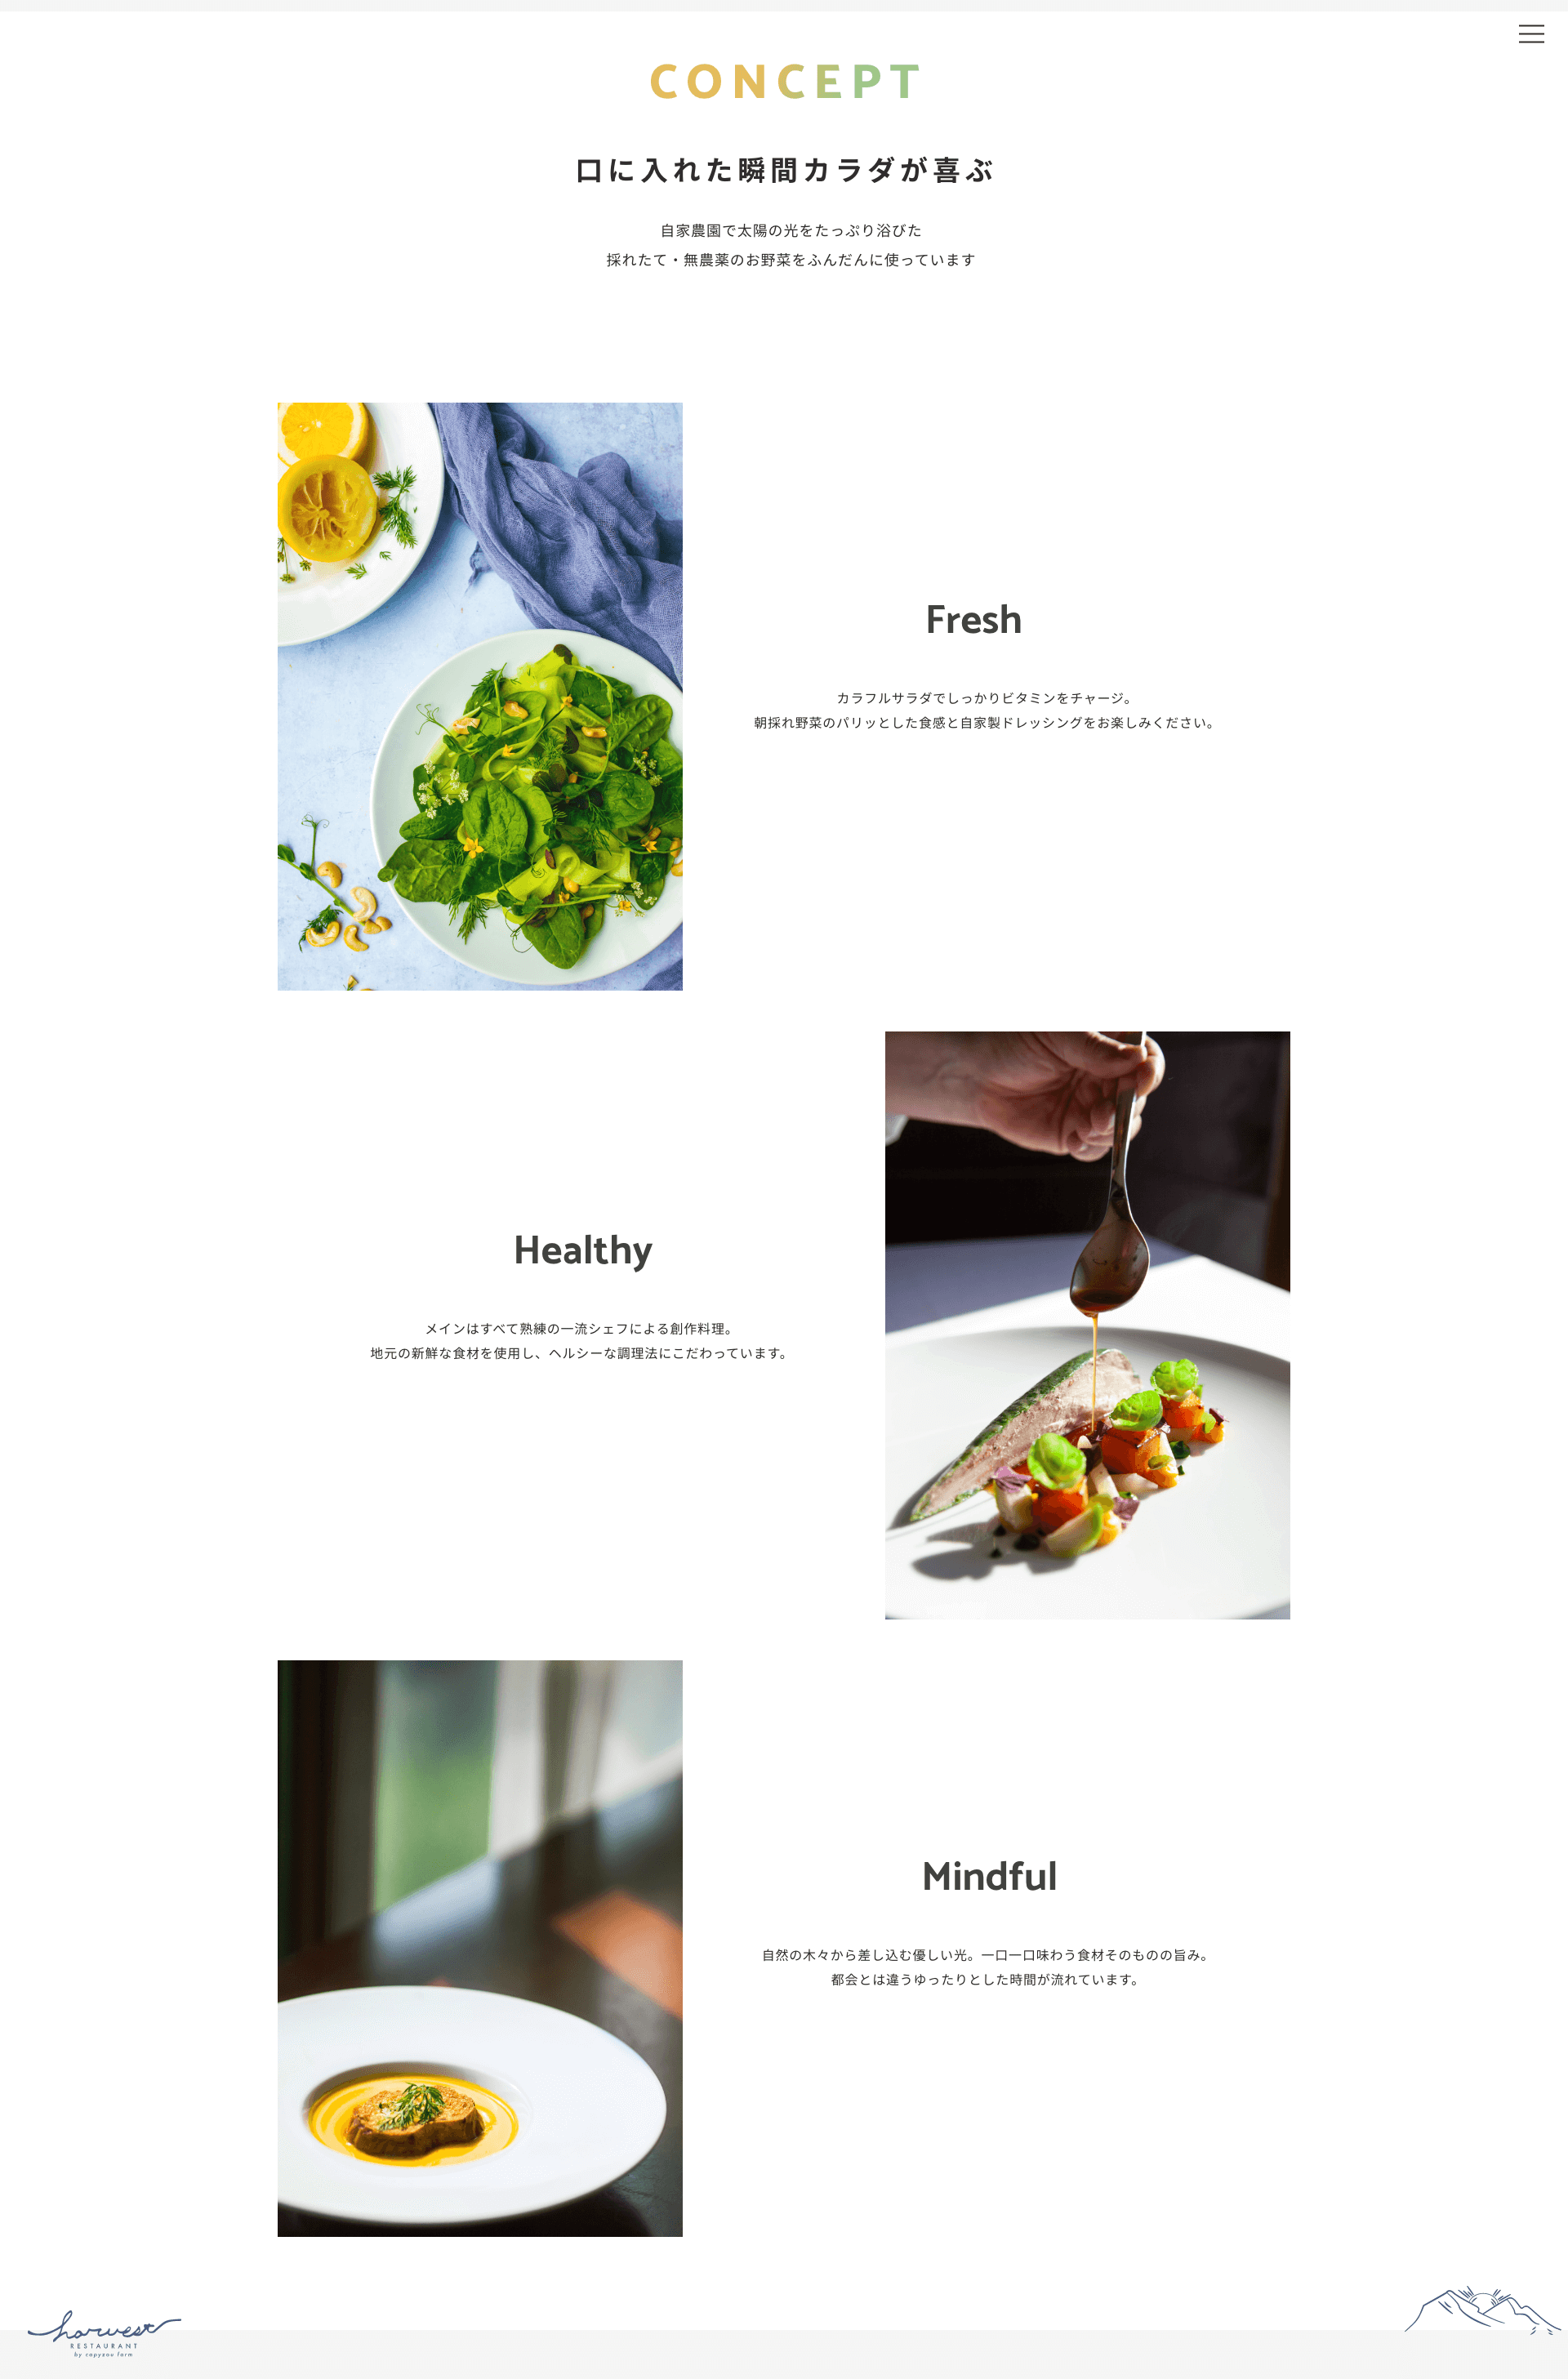 CONCEPT
口に入れた瞬間カラダが喜ぶ
自家農園で太陽の光をたっぷり浴びた
採れたて・無農薬のお野菜をふんだんに使っています
Fresh
カラフルサラダでしっかりビタミンをチャージ。
朝採れ野菜のパリッとした食感と自家製ドレッシングをお楽しみください。
Healthy
メインはすべて熟練の一流シェフによる創作料理。
地元の新鮮な食材を使用し、ヘルシーな調理法にこだわっています。
Mindful
自然の木々から差し込む優しい光。一口一口味わう食材そのものの旨み。
都会とは違うゆったりとした時間が流れています。
harvest
RESTAURANT
by capyzou farm